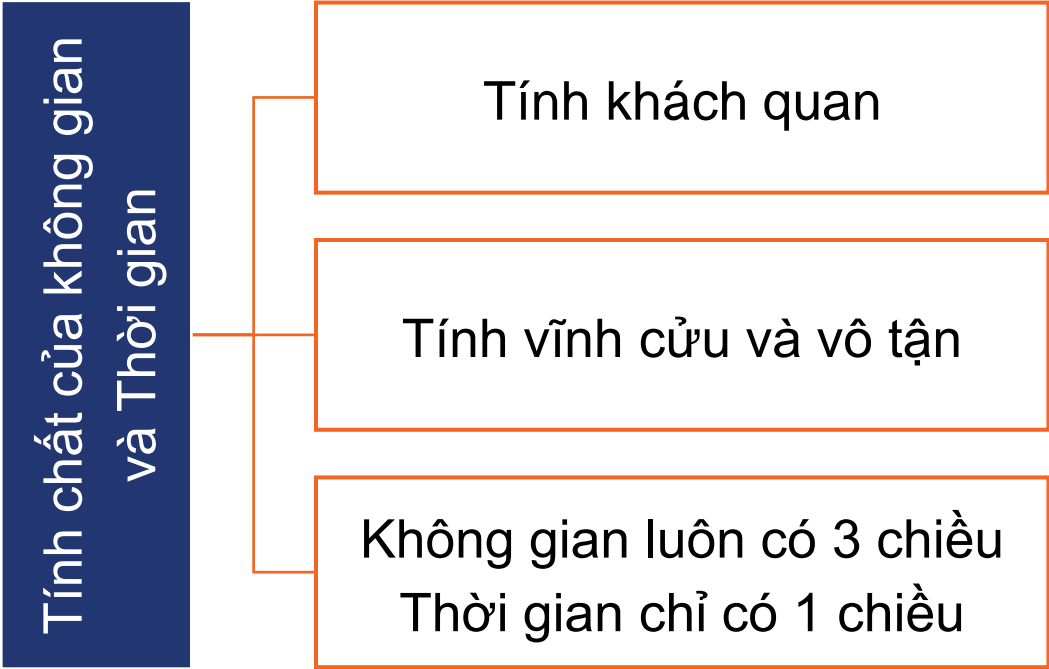 Tính chất của không gian
và Thời gian
Tính khách quan
Tính vĩnh cửu và vô tận
Không gian luôn có 3 chiều
Thời gian chỉ có 1 chiều